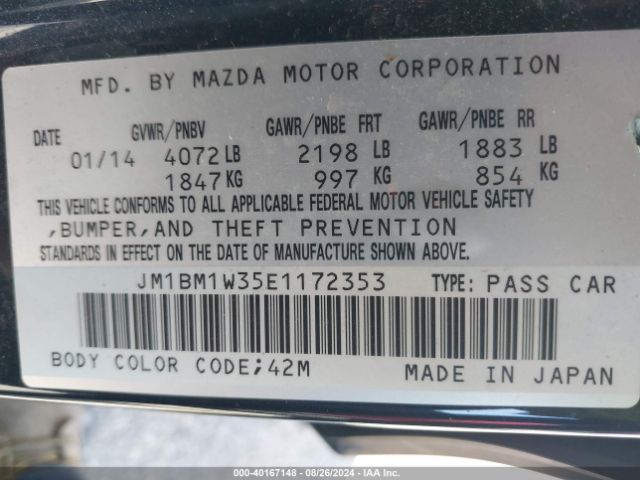 MFD. BY MAZDA MOTOR CORPORATION
DATE GVWR/PNBV GAWR/PNBE FRT GAWR/PNBE RR
01/14 4072 LB 2198 LB 1883 LB
1847 KG 997 KG 854 KG
THIS VEHICLE CONFORMS TO ALL APPLICABLE FEDERAL MOTOR VEHICLE SAFETY
,BUMPER,AND THEFT PREVENTION
STANDARDS IN EFFECT ON THE DATE OF MANUFACTURE SHOWN ABOVE.
JM1BM1W35E1172353 TYPE: PASS CAR
BODY COLOR CODE;42M MADE IN JAPAN
000-40167148 - 08/26/2024 - IAA Inc.